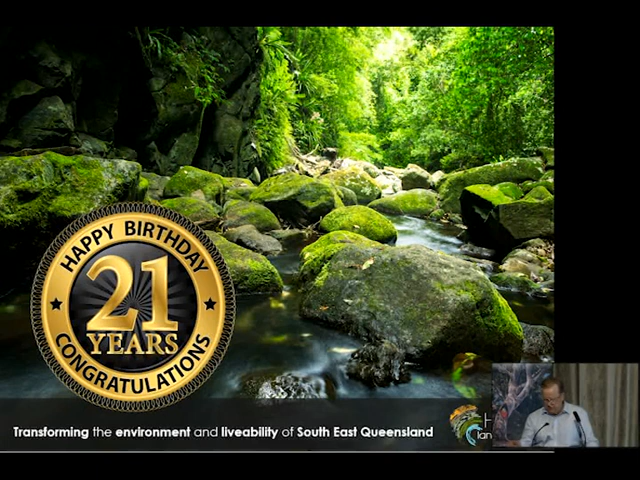 HAPPY BIRTHDAY
21
YEARS
CONGRATULATIONS
Transforming the environment and liveability of South East Queensland